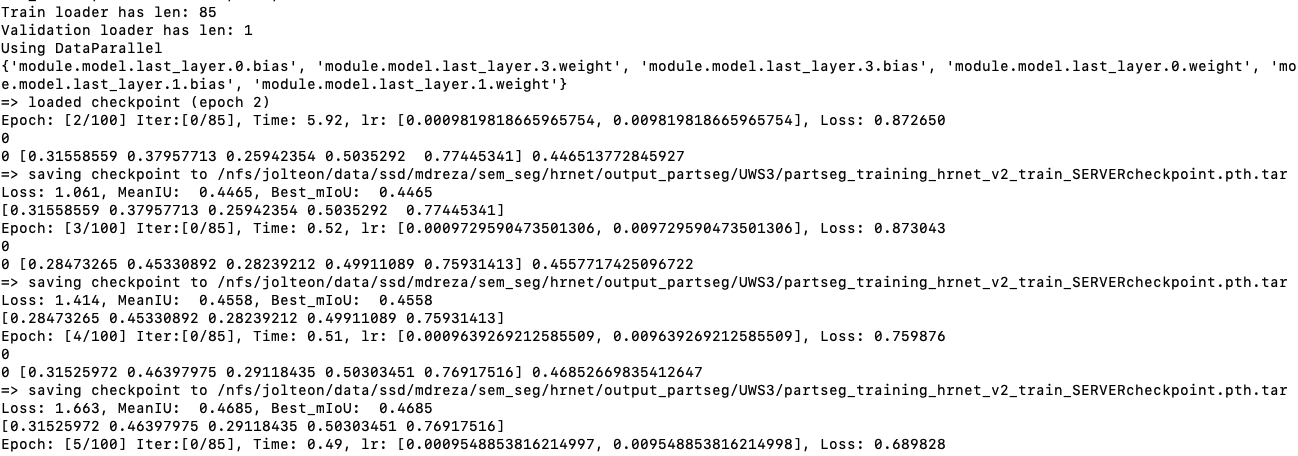 Train loader has len: 85
Validation loader has len: 1
Using DataParallel
{'module.model.last_layer.0.bias', 'module.model.last_layer.3.weight', 'module.model.last_layer.3.bias', 'module.model.last_layer.0.weight', 'mo
e.model.last_layer.1.bias', 'module.model.last_layer.1.weight'}
=> loaded checkpoint (epoch 2)
Epoch: [2/100] Iter:[0/85], Time: 5.92, lr: [0.0009819818665965754, 0.009819818665965754], Loss: 0.872650
0
0 [0.31558559 0.37957713 0.25942354 0.5035292  0.77445341] 0.446513772845927
=> saving checkpoint to /nfs/jolteon/data/ssd/mdreza/sem_seg/hrnet/output_partseg/UWS3/partseg_training_hrnet_v2_train_SERVERcheckpoint.pth.tar
Loss: 1.061, MeanIU:  0.4465, Best_mIoU:  0.4465
[0.31558559 0.37957713 0.25942354 0.5035292  0.77445341]
Epoch: [3/100] Iter:[0/85], Time: 0.52, lr: [0.0009729590473501306, 0.009729590473501306], Loss: 0.873043
0
0 [0.28473265 0.45330892 0.28239212 0.49911089 0.75931413] 0.4557717425096722
=> saving checkpoint to /nfs/jolteon/data/ssd/mdreza/sem_seg/hrnet/output_partseg/UWS3/partseg_training_hrnet_v2_train_SERVERcheckpoint.pth.tar
Loss: 1.414, MeanIU:  0.4558, Best_mIoU:  0.4558
[0.28473265 0.45330892 0.28239212 0.49911089 0.75931413]
Epoch: [4/100] Iter:[0/85], Time: 0.51, lr: [0.0009639269212585509, 0.009639269212585509], Loss: 0.759876
0
0 [0.31525972 0.46397975 0.29118435 0.50303451 0.76917516] 0.46852669835412647
=> saving checkpoint to /nfs/jolteon/data/ssd/mdreza/sem_seg/hrnet/output_partseg/UWS3/partseg_training_hrnet_v2_train_SERVERcheckpoint.pth.tar
Loss: 1.663, MeanIU:  0.4685, Best_mIoU:  0.4685
[0.31525972 0.46397975 0.29118435 0.50303451 0.76917516]
Epoch: [5/100] Iter:[0/85], Time: 0.49, lr: [0.0009548853816214997, 0.009548853816214998], Loss: 0.689828